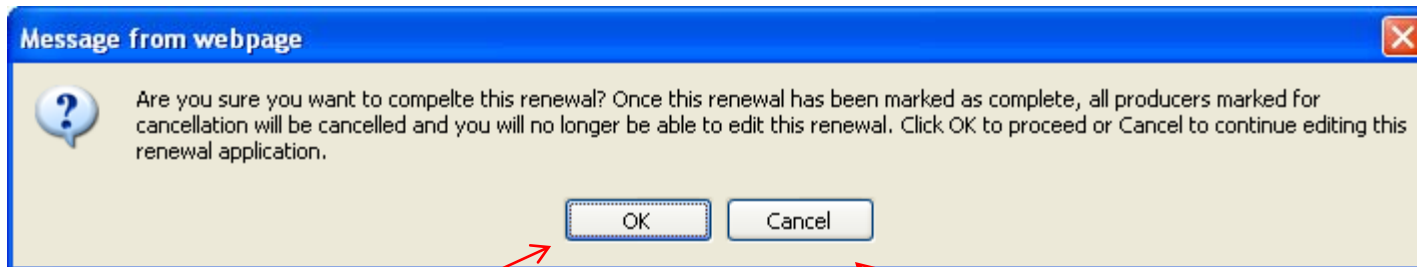 Message from webpage
Are you sure you want to compelte this renewal? Once this renewal has been marked as complete, all producers marked for
cancellation will be cancelled and you will no longer be able to edit this renewal. Click OK to proceed or Cancel to continue editing this
renewal application.
OK
Cancel